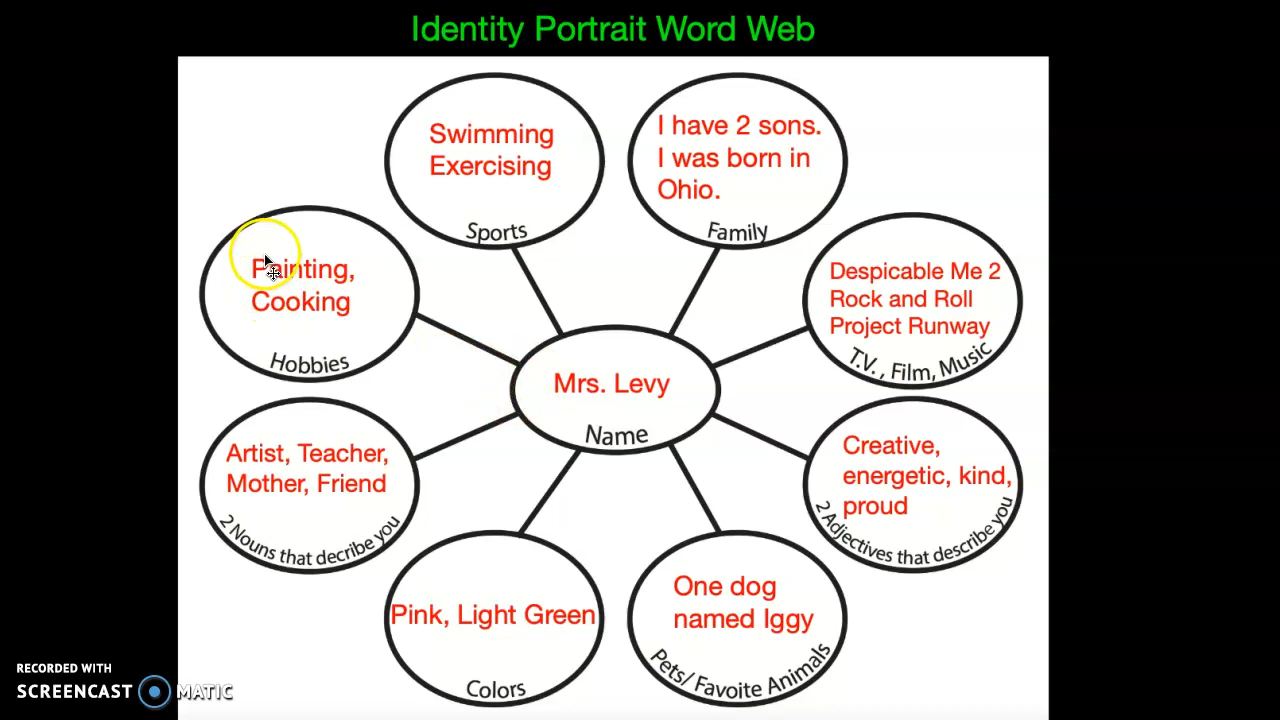 Identity Portrait Word Web
Swimming
Exercising
Sports
I have 2 sons.
I was born in
Ohio.
Family
Painting,
Cooking
Hobbies
Despicable Me 2
Rock and Roll
Project Runway
T.V. , Film, Music
Mrs. Levy
Name
Artist, Teacher,
Mother, Friend
2 Nouns that decribe you
Creative,
energetic, kind,
proud
2 Adjectives that describe you
Pink, Light Green
Colors
One dog
named Iggy
Pets/ Favoite Animals
RECORDED WITH
SCREENCAST MATIC